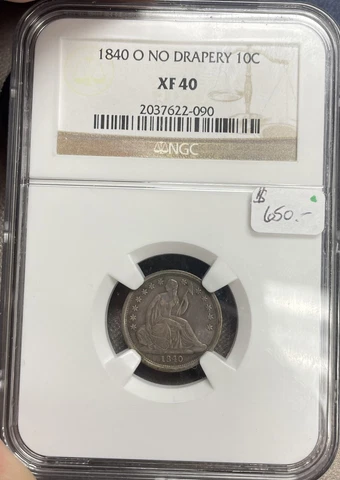 1840 O NO DRAPERY 10C
XF 40
2037622-090
NGC
$
650.-
1840